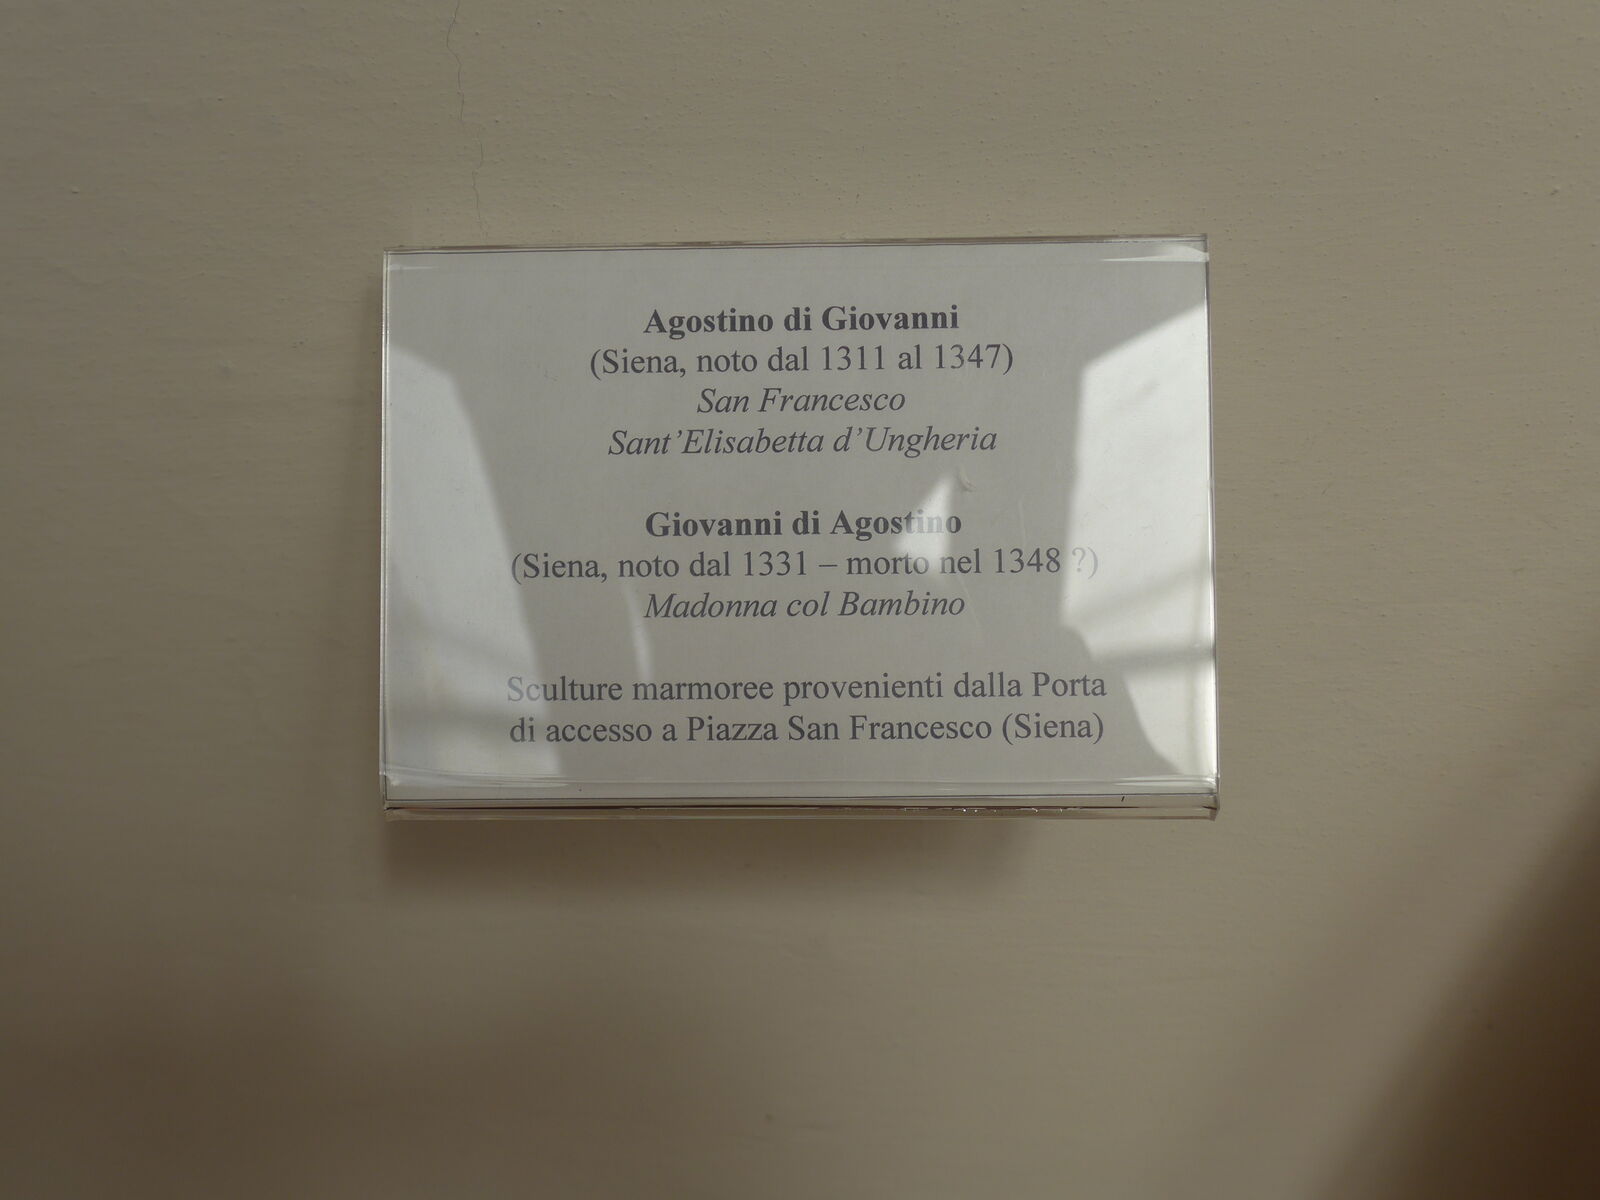 Agostino di Giovanni
(Siena, noto dal 1311 al 1347)
San Francesco
Sant’Elisabetta d’Ungheria
Giovanni di Agostino
(Siena, noto dal 1331 – morto nel 1348 ?)
Madonna col Bambino
Sculture marmoree provenienti dalla Porta
di accesso a Piazza San Francesco (Siena)